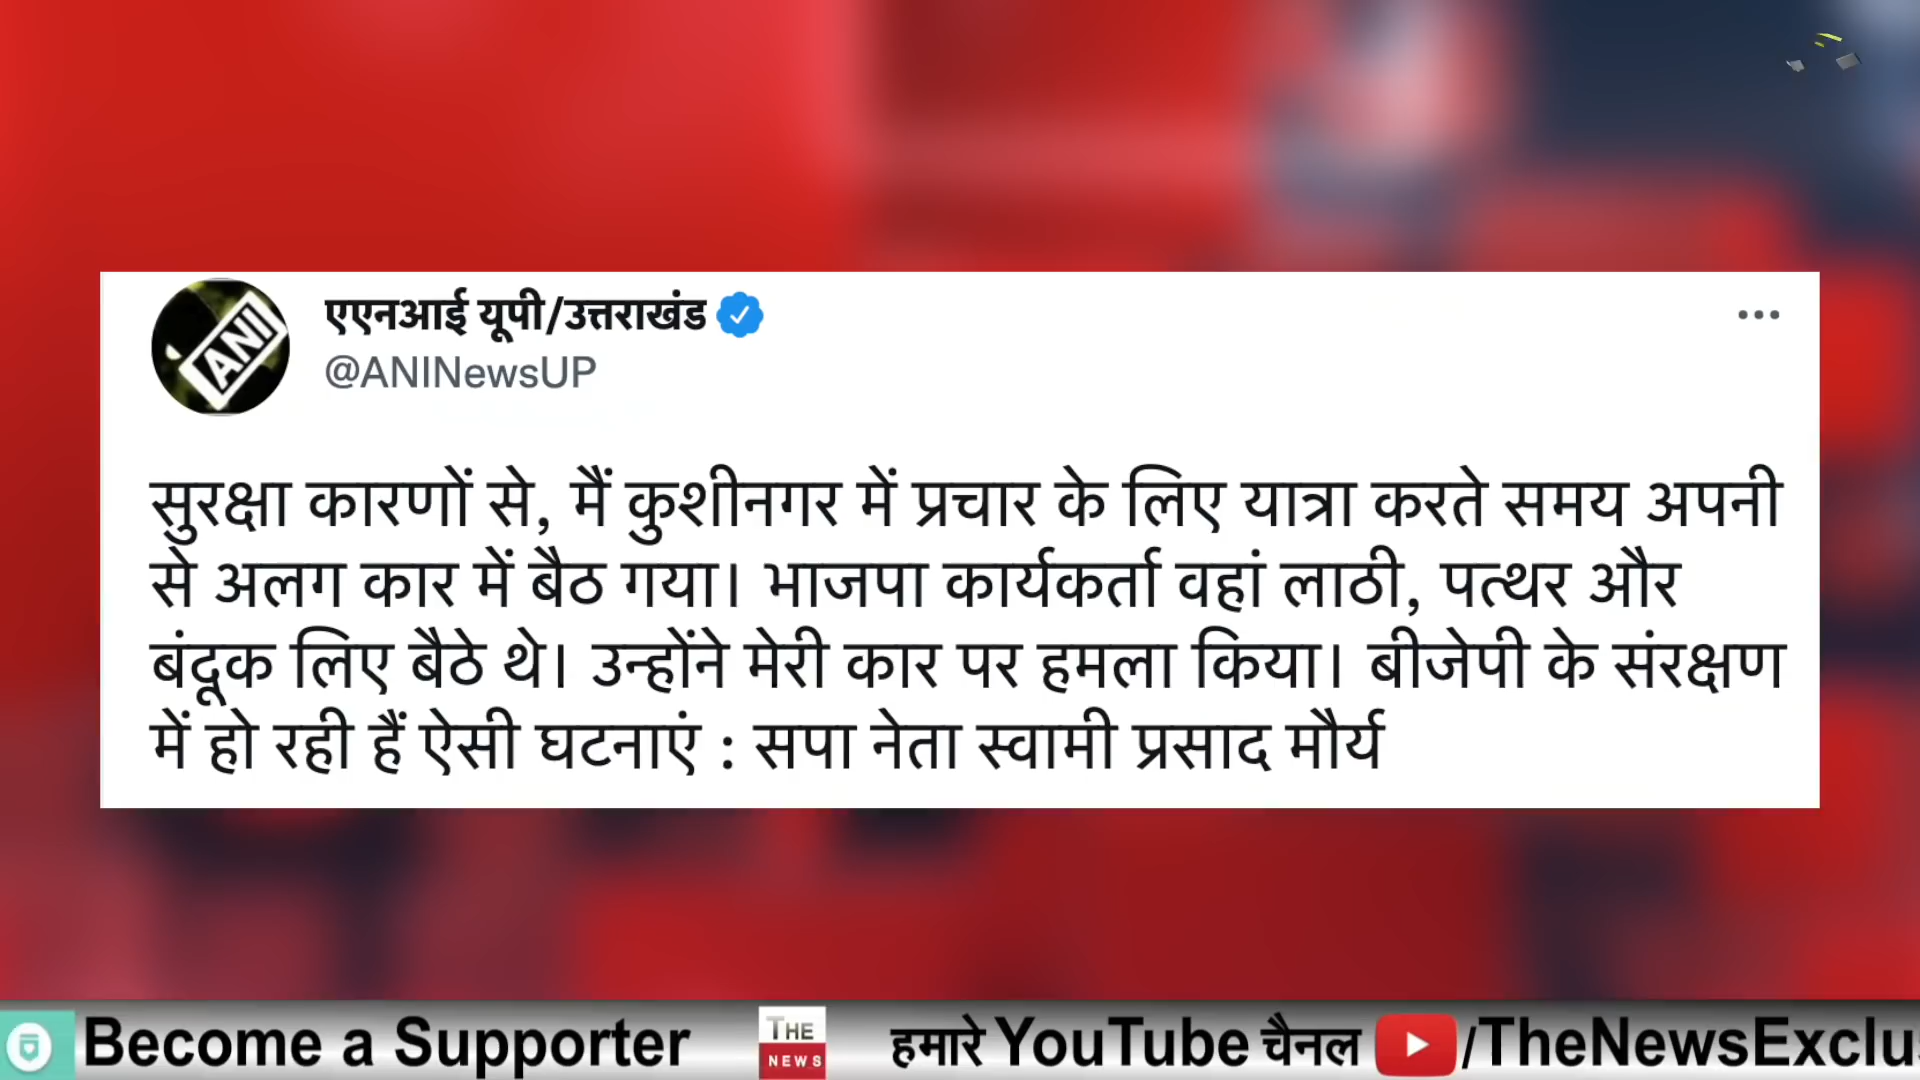 ANI
एएनआई यूपी/उत्तराखंड
@ANINewsUP
सुरक्षा कारणों से, मैं कुशीनगर में प्रचार के लिए यात्रा करते समय अपनी
से अलग कार में बैठ गया। भाजपा कार्यकर्ता वहां लाठी, पत्थर और
बंदूक लिए बैठे थे। उन्होंने मेरी कार पर हमला किया। बीजेपी के संरक्षण
में हो रही हैं ऐसी घटनाएं : सपा नेता स्वामी प्रसाद मौर्य
Become a Supporter THE NEWS हमारे YouTube चैनल /TheNewsExclu